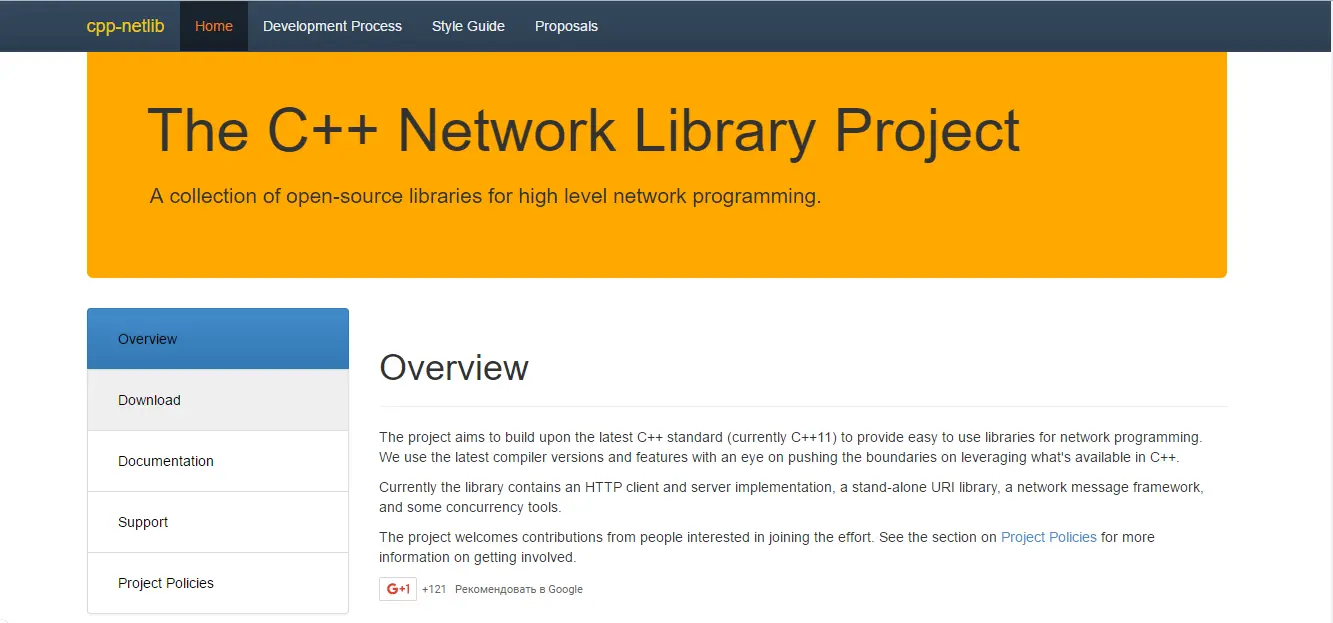 cpp-netlib Home Development Process Style Guide Proposals
The C++ Network Library Project
A collection of open-source libraries for high level network programming.
Overview
Download
Documentation
Support
Project Policies
Overview
The project aims to build upon the latest C++ standard (currently C++11) to provide easy to use libraries for network programming.
We use the latest compiler versions and features with an eye on pushing the boundaries on leveraging what's available in C++.
Currently the library contains an HTTP client and server implementation, a stand-alone URI library, a network message framework,
and some concurrency tools.
The project welcomes contributions from people interested in joining the effort. See the section on Project Policies for more
information on getting involved.
G+1 +121 Рекомендовать в Google